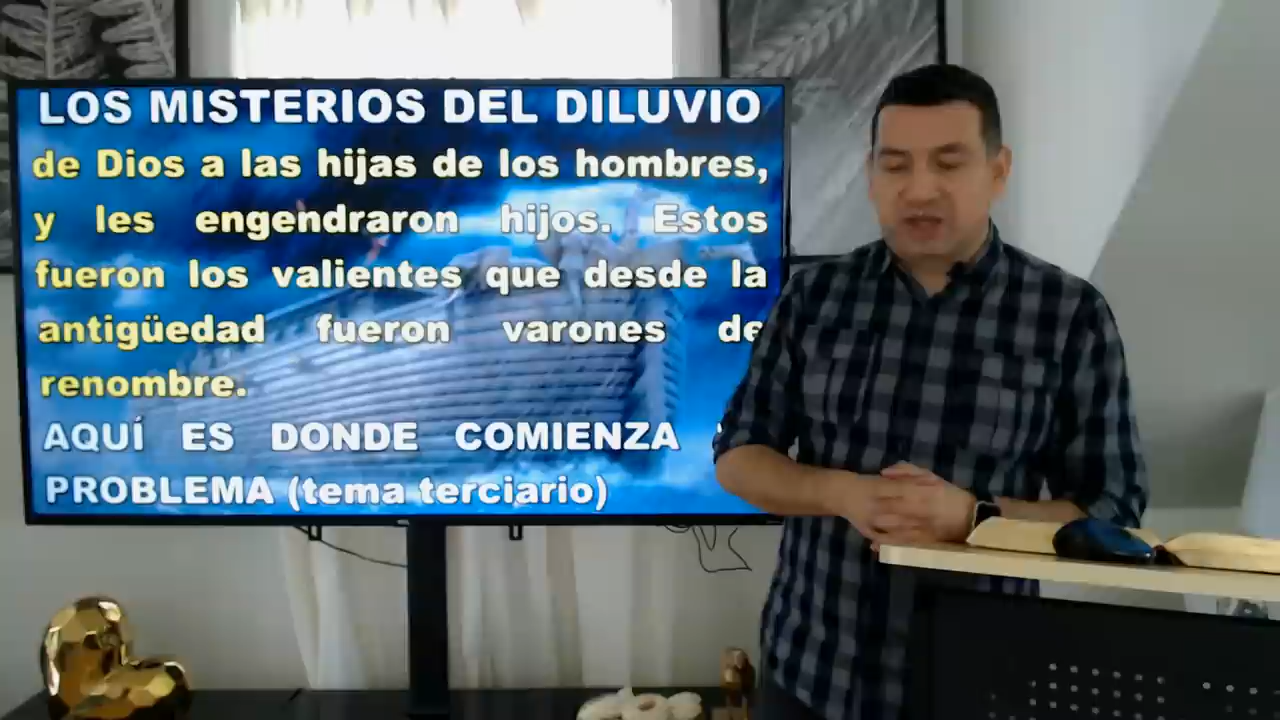 LOS MISTERIOS DEL DILUVIO
de Dios a las hijas de los hombres,
y les engendraron hijos. Estos
fueron los valientes que desde la
antigüedad fueron varones de
renombre.
AQUÍ ES DONDE COMIENZA
PROBLEMA (tema terciario)